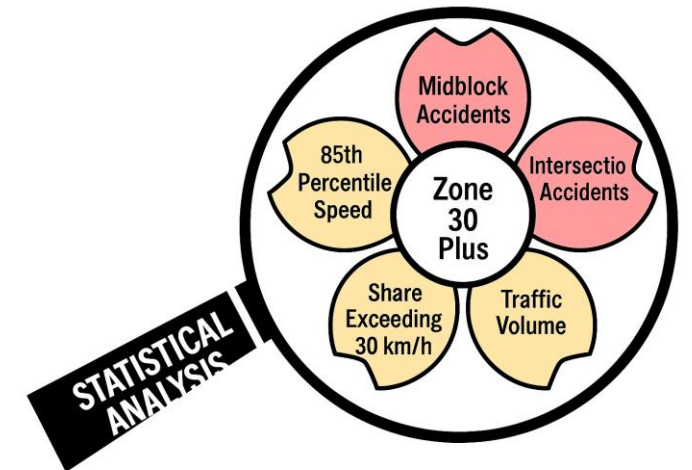 Midblock
Accidents
85th
Percentile
Speed
Intersectio
Accidents
Zone
30
Plus
Share
Exceeding
30 km/h
Traffic
Volume
STATISTICAL
ANALYSIS